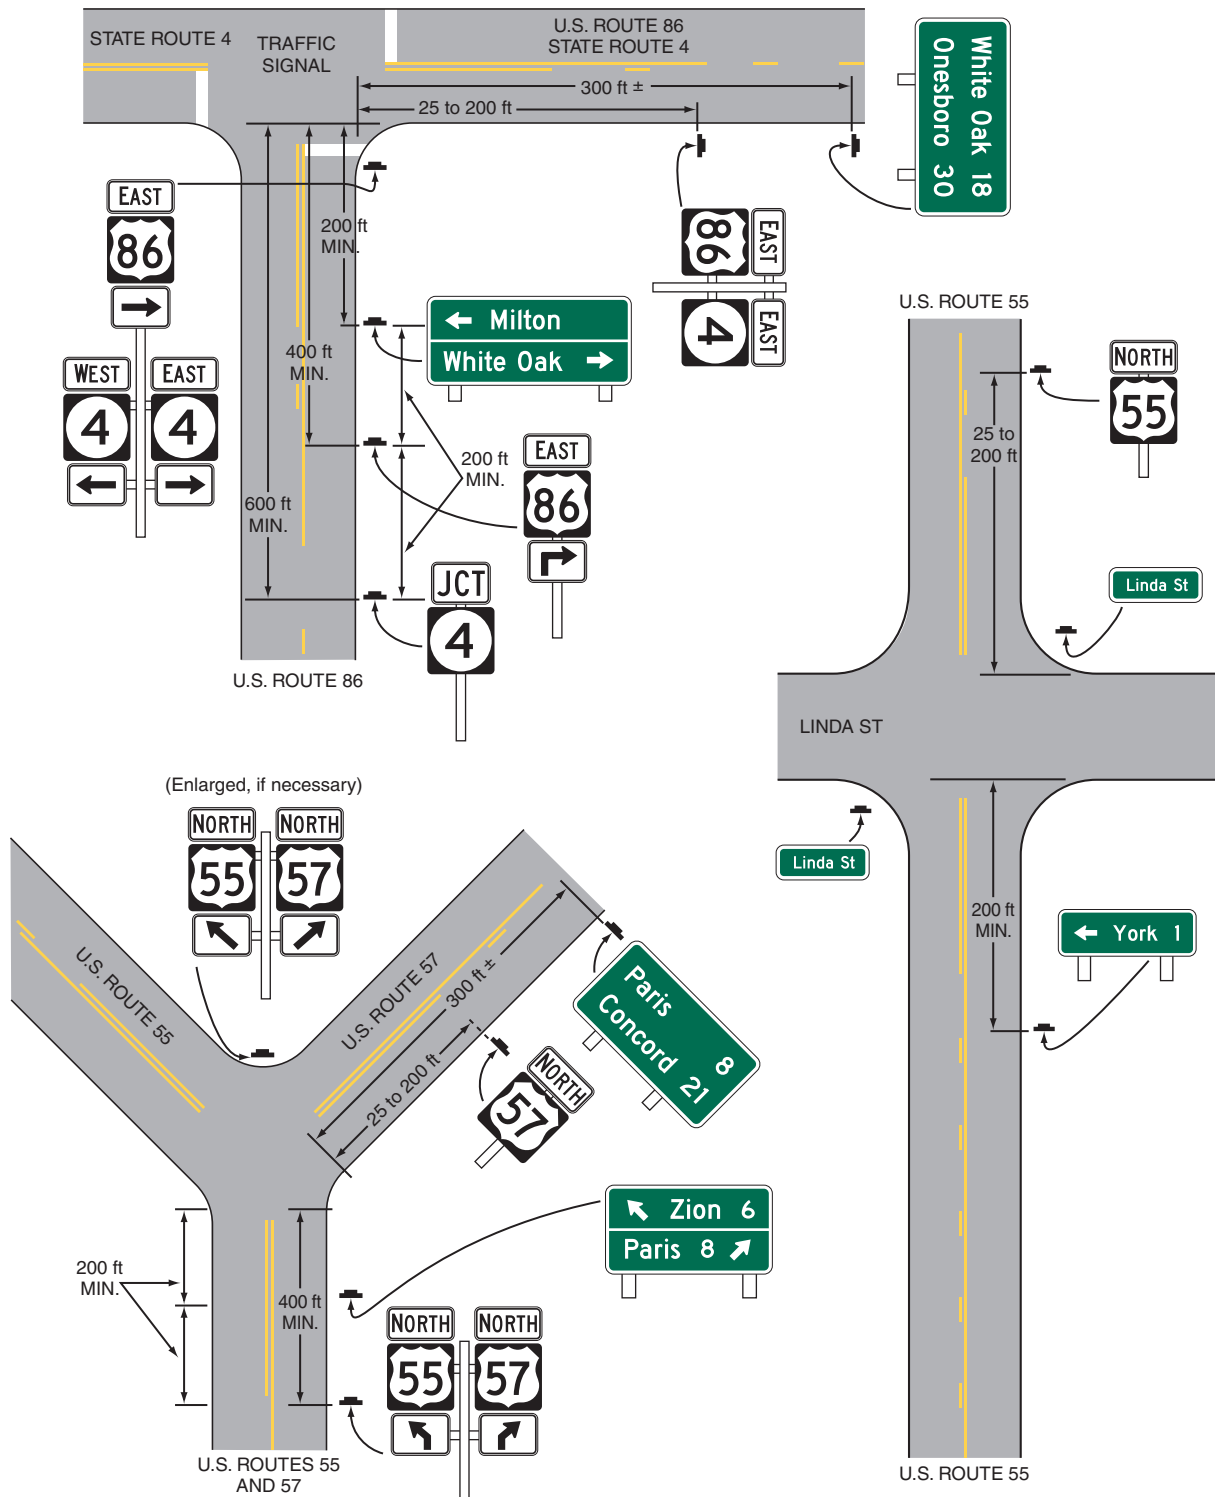 STATE ROUTE 4
TRAFFIC
SIGNAL
U.S. ROUTE 86
STATE ROUTE 4
300 ft ±
25 to 200 ft
White Oak 18
Onesboro 30
EAST
86
WEST
4
EAST
4
200 ft
MIN.
400 ft
MIN.
600 ft
MIN.
Milton
White Oak
200 ft
MIN.
EAST
86
JCT
4
U.S. ROUTE 86
EAST
86
EAST
4
U.S. ROUTE 55
NORTH
55
25 to
200 ft
Linda St
LINDA ST
Linda St
200 ft
MIN.
York 1
U.S. ROUTE 55
(Enlarged, if necessary)
NORTH
55
NORTH
57
U.S. ROUTE 55
U.S. ROUTE 57
300 ft ±
25 to 200 ft
Paris 8
Concord 21
NORTH
57
Zion 6
Paris 8
200 ft
MIN.
400 ft
MIN.
NORTH
55
NORTH
57
U.S. ROUTES 55
AND 57